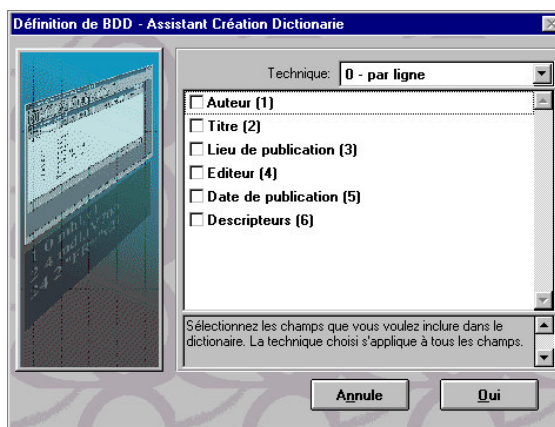 Définition de BDD - Assistant Création Dictionarie
Technique: 0 - par ligne
Auteur (1)
Titre (2)
Lieu de publication (3)
Editeur (4)
Date de publication (5)
Descripteurs (6)
Sélectionnez les champs que vous voulez inclure dans le
dictionaire. La technique choisi s'applique à tous les champs.
Annule Oui